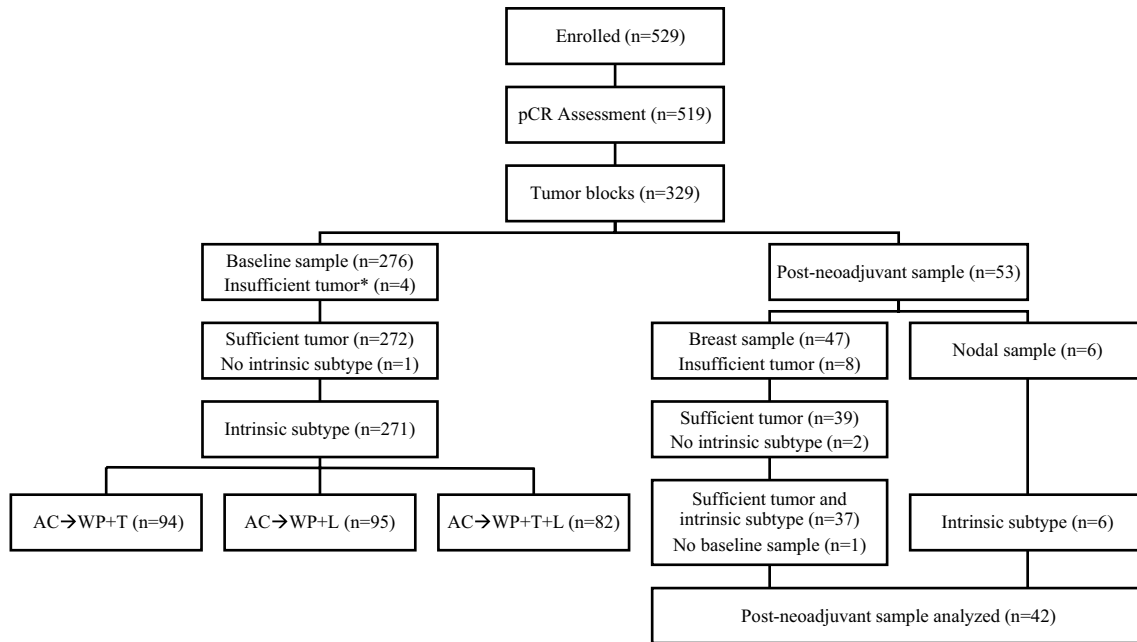 Enrolled (n=529)
pCR Assessment (n=519)
Tumor blocks (n=329)
Baseline sample (n=276)
Insufficient tumor* (n=4)
Post-neoadjuvant sample (n=53)
Sufficient tumor (n=272)
No intrinsic subtype (n=1)
Breast sample (n=47)
Insufficient tumor (n=8)
Nodal sample (n=6)
Intrinsic subtype (n=271)
Sufficient tumor (n=39)
No intrinsic subtype (n=2)
AC→WP+T (n=94)
AC→WP+L (n=95)
AC→WP+T+L (n=82)
Sufficient tumor and
intrinsic subtype (n=37)
No baseline sample (n=1)
Intrinsic subtype (n=6)
Post-neoadjuvant sample analyzed (n=42)